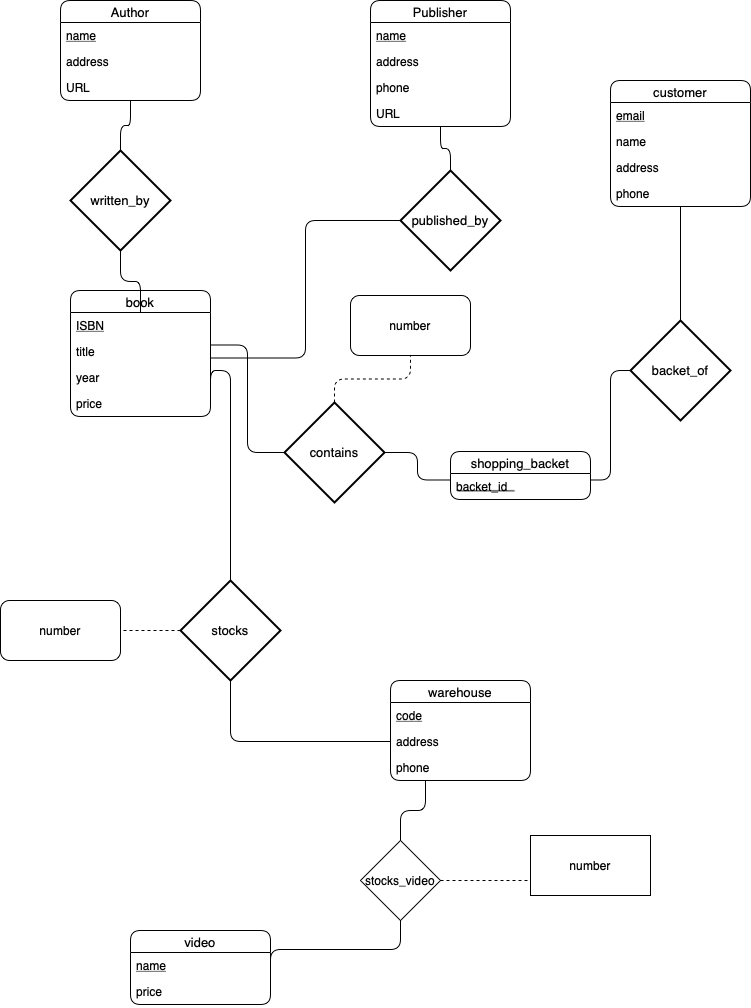 Author
name
address
URL
Publisher
name
address
phone
URL
customer
email
name
address
phone
written_by
published_by
book
ISBN
title
year
price
number
backet_of
contains
shopping_backet
backet_id
number
stocks
warehouse
code
address
phone
stocks_video
number
video
name
price